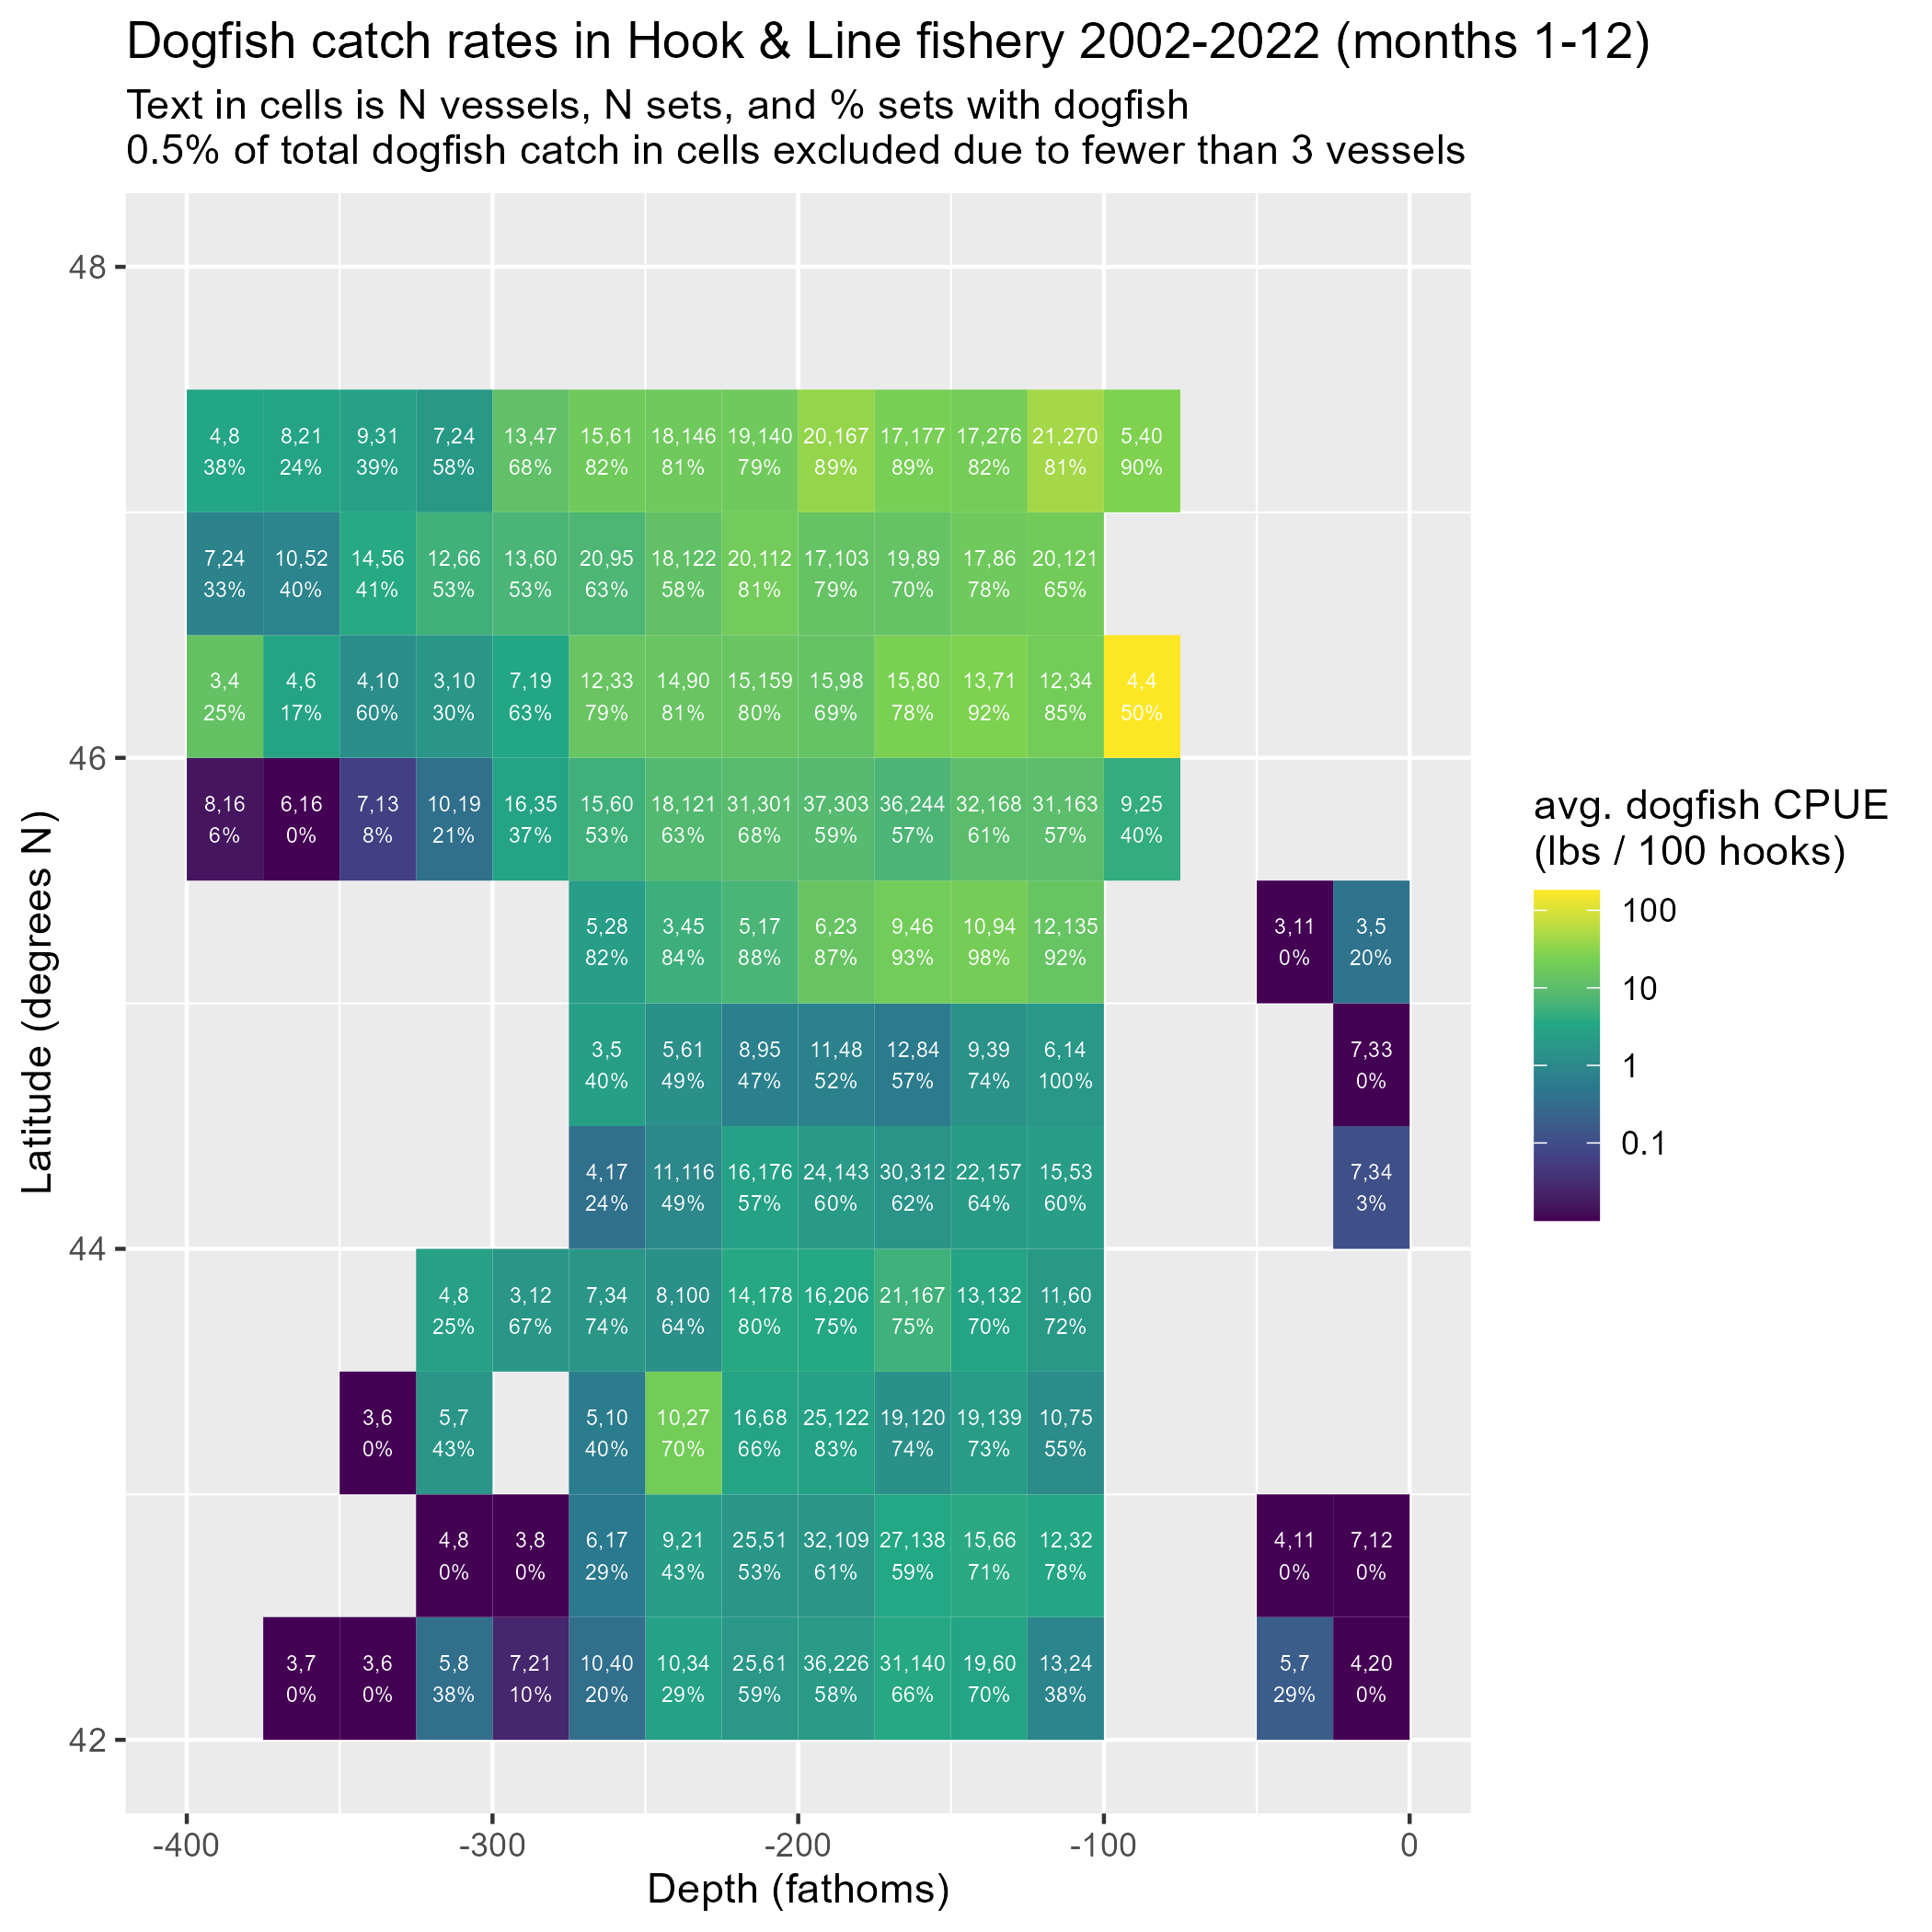 Dogfish catch rates in Hook & Line fishery 2002-2022 (months 1-12)
Text in cells is N vessels, N sets, and % sets with dogfish
0.5% of total dogfish catch in cells excluded due to fewer than 3 vessels
48
4,8 8,21 9,31 7,24 13,47 15,61 18,146 19,140 20,167 17,177 17,276 21,270 5,40
38% 24% 39% 58% 68% 82% 81% 79% 89% 89% 82% 81% 90%
7,24 10,52 14,56 12,66 13,60 20,95 18,122 20,112 17,103 19,89 17,86 20,121
33% 40% 41% 53% 53% 63% 58% 81% 79% 70% 78% 65%
3,4 4,6 4,10 3,10 7,19 12,33 14,90 15,159 15,98 15,80 13,71 12,34 4,4
25% 17% 60% 30% 63% 79% 81% 80% 69% 78% 92% 85% 50%
46
8,16 6,16 7,13 10,19 16,35 15,60 18,121 31,301 37,303 36,244 32,168 31,163 9,25
6% 0% 8% 21% 37% 53% 63% 68% 59% 57% 61% 57% 40%
5,28 3,45 5,17 6,23 9,46 10,94 12,135 3,11 3,5
82% 84% 88% 87% 93% 98% 92% 0% 20%
3,5 5,61 8,95 11,48 12,84 9,39 6,14 7,33
40% 49% 47% 52% 57% 74% 100% 0%
4,17 11,116 16,176 24,143 30,312 22,157 15,53 7,34
24% 49% 57% 60% 62% 64% 60% 3%
44
4,8 3,12 7,34 8,100 14,178 16,206 21,167 13,132 11,60
25% 67% 74% 64% 80% 75% 75% 70% 72%
3,6 5,7 5,10 10,27 16,68 25,122 19,120 19,139 10,75
0% 43% 40% 70% 66% 83% 74% 73% 55%
4,8 3,8 6,17 9,21 25,51 32,109 27,138 15,66 12,32 4,11 7,12
0% 0% 29% 43% 53% 61% 59% 71% 78% 0% 0%
3,7 3,6 5,8 7,21 10,40 10,34 25,61 36,226 31,140 19,60 13,24 5,7 4,20
0% 0% 38% 10% 20% 29% 59% 58% 66% 70% 38% 29% 0%
42
-400 -300 -200 -100 0
Depth (fathoms)
Latitude (degrees N)
avg. dogfish CPUE
(lbs / 100 hooks)
100
10
1
0.1